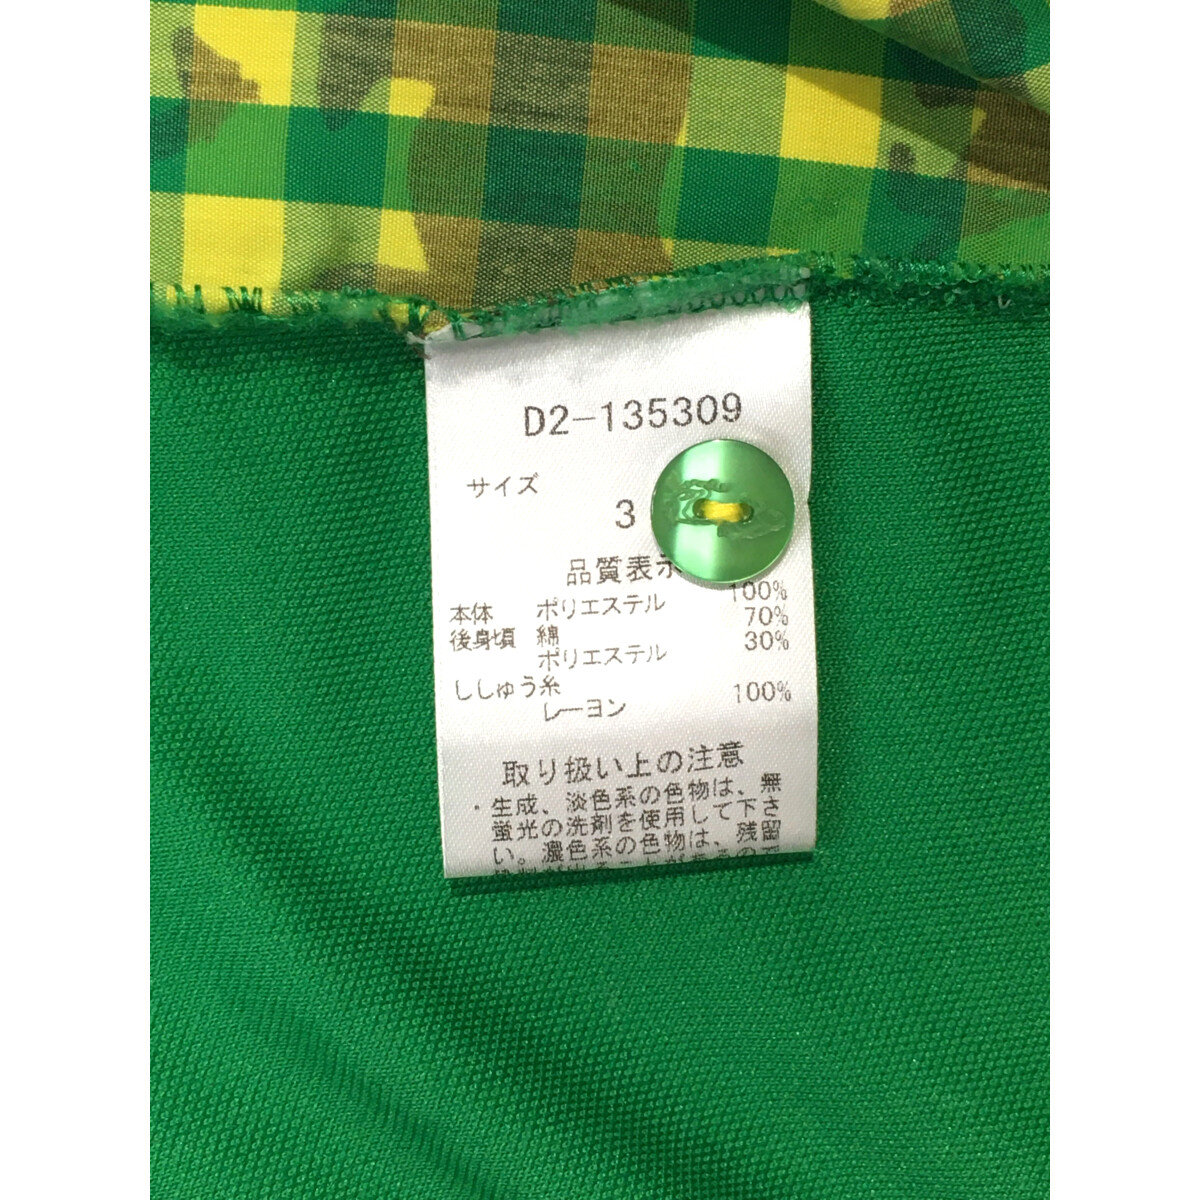 D2-135309
サイズ
3
品質表示
本体 ポリエステル 100%
後身頃 綿 70%
ポリエステル 30%
ししゅう糸
レーヨン 100%
取り扱い上の注意
・生成、淡色系の色物は、無
蛍光の洗剤を使用して下さ
い。濃色系の色物は、残留